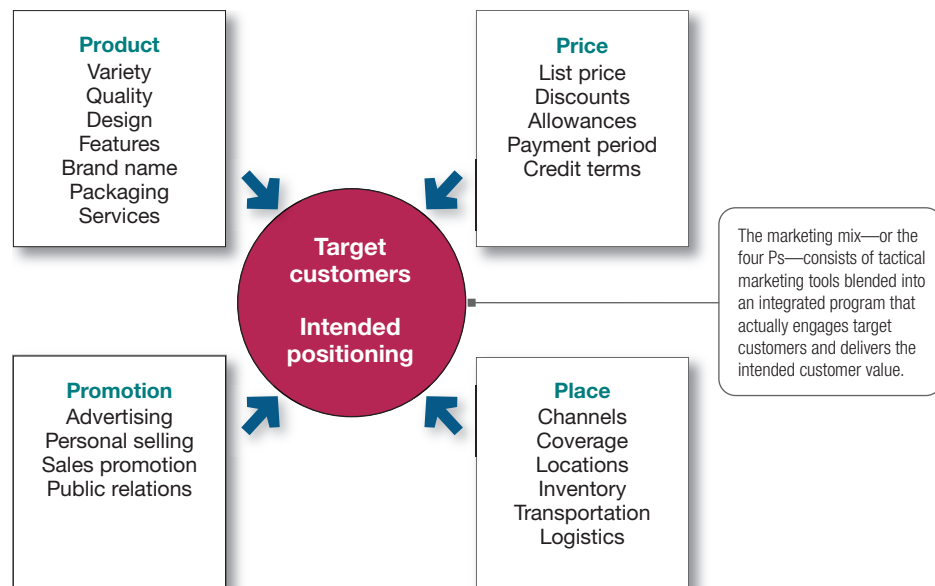 Product
Variety
Quality
Design
Features
Brand name
Packaging
Services
Price
List price
Discounts
Allowances
Payment period
Credit terms
Target
customers
Intended
positioning
The marketing mix—or the
four Ps—consists of tactical
marketing tools blended into
an integrated program that
actually engages target
customers and delivers the
intended customer value.
Promotion
Advertising
Personal selling
Sales promotion
Public relations
Place
Channels
Coverage
Locations
Inventory
Transportation
Logistics